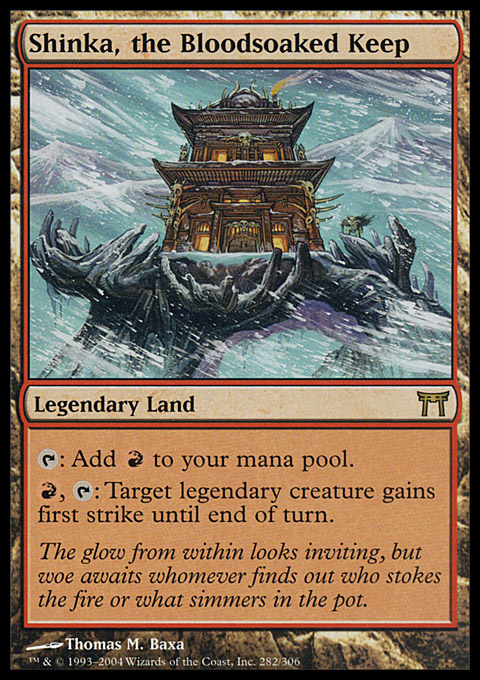 Shinka, the Bloodsoaked Keep
Legendary Land
: Add to your mana pool.
, : Target legendary creature gains
first strike until end of turn.
The glow from within looks inviting, but
woe awaits whomever finds out who stokes
the fire or what simmers in the pot.
Thomas M. Baxa
™ & © 1993–2004 Wizards of the Coast, Inc. 282/306